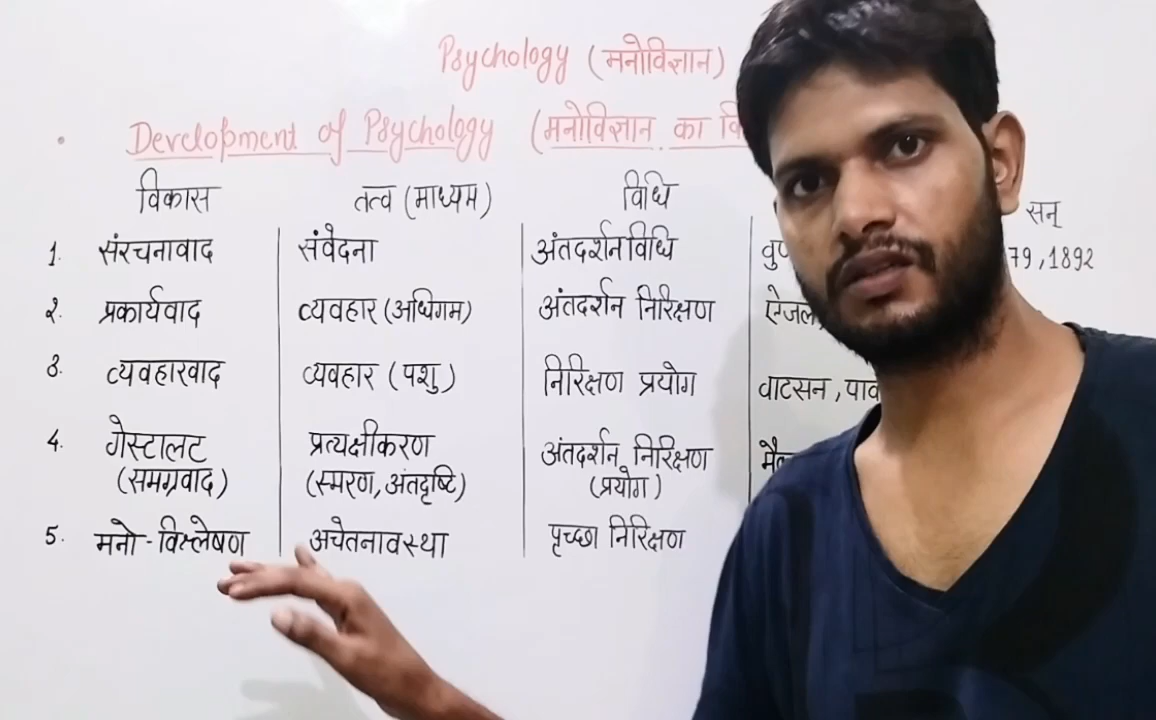 Psychology (मनोविज्ञान)
Development of Psychology (मनोविज्ञान का
विकास तत्व (माध्यम) विधि सन्
1. संरचनावाद संवेदना अंतदर्शन विधि 79, 1892
२. प्रकार्यवाद व्यवहार (अधिगम) अंतदर्शन निरिक्षण
3. व्यवहारवाद व्यवहार (पशु) निरिक्षण प्रयोग वाटसन,
4. गेस्टालट प्रत्यक्षीकरण अंतदर्शन, निरिक्षण
(समग्रवाद) (स्मरण, अंतदृष्टि) (प्रयोग)
5. मनो-विश्लेषण अचेतनावस्था पृच्छा निरिक्षण